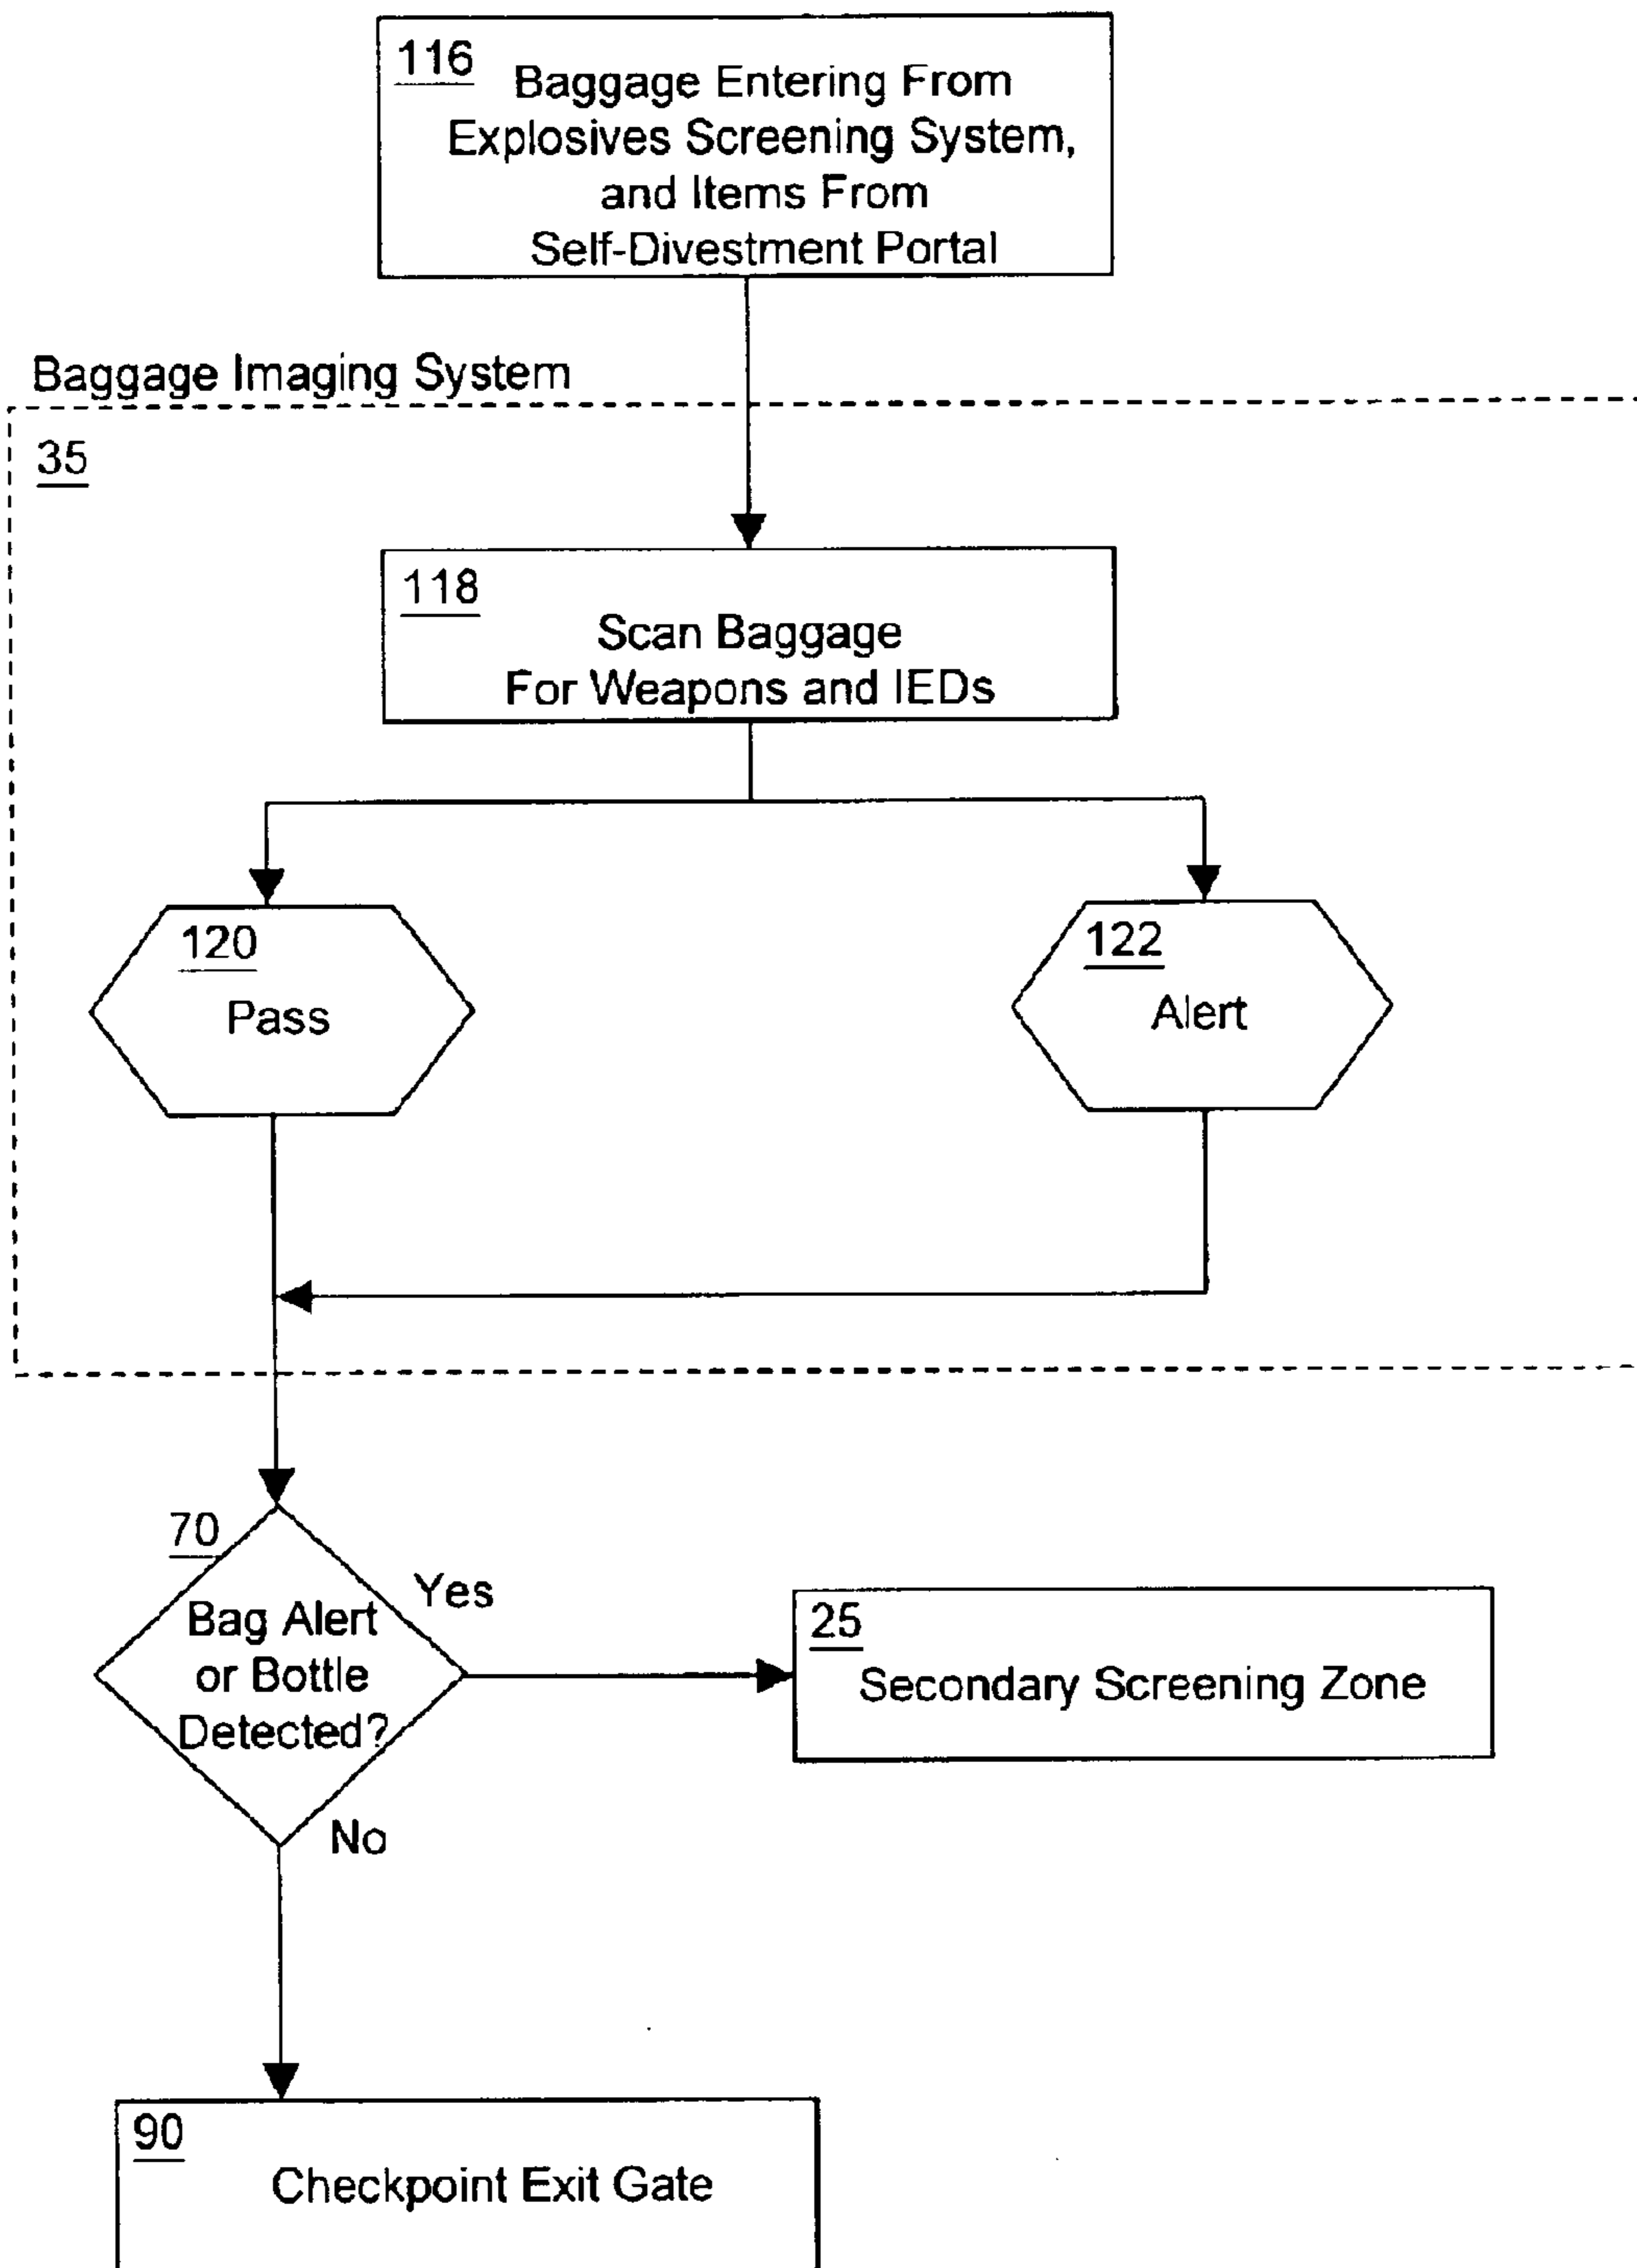 116
Baggage Entering From
Explosives Screening System,
and Items From
Self-Divestment Portal
Baggage Imaging System
35
118
Scan Baggage
For Weapons and IEDs
120
Pass
122
Alert
70
Bag Alert
or Bottle
Detected?
Yes
No
25
Secondary Screening Zone
90
Checkpoint Exit Gate